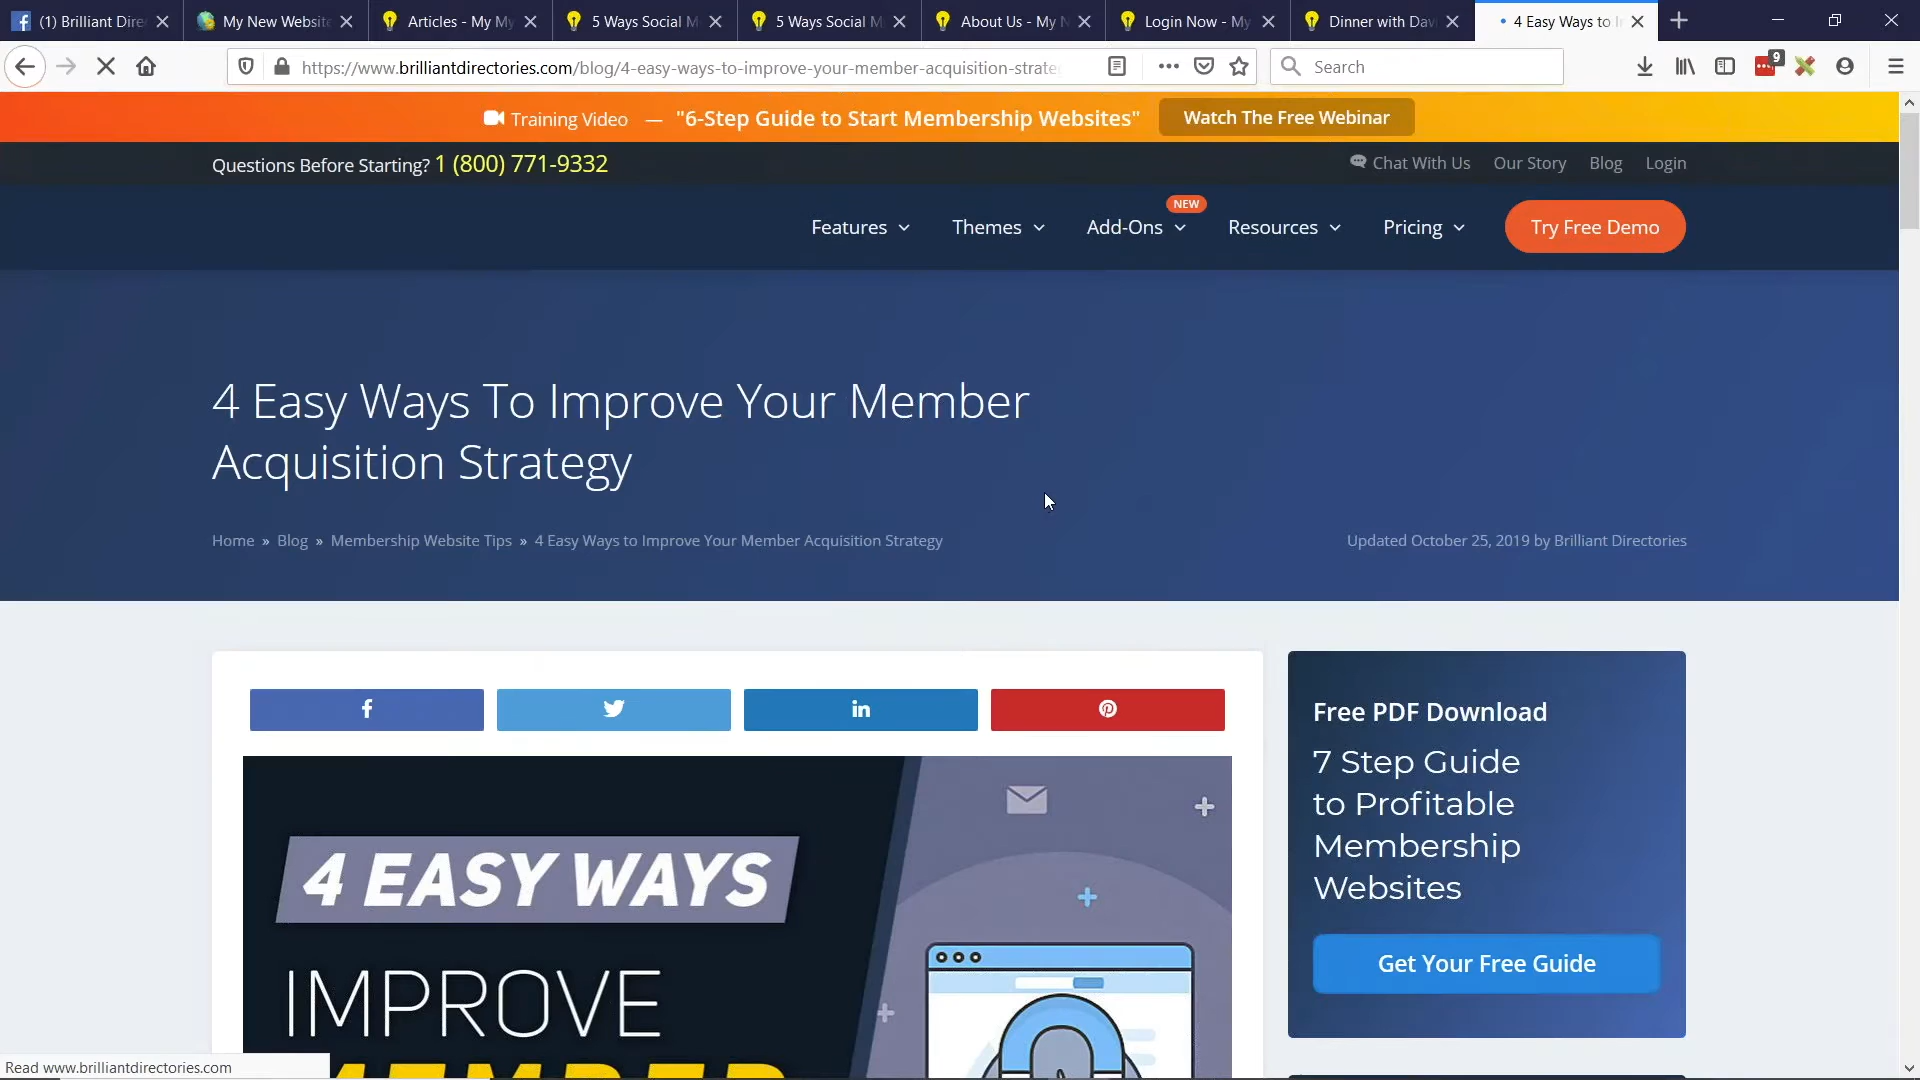 (1) Brilliant Dire
My New Website
Articles - My My
5 Ways Social M
5 Ways Social M
About Us - My N
Login Now - My
Dinner with Dav
4 Easy Ways to I
https://www.brilliantdirectories.com/blog/4-easy-ways-to-improve-your-member-acquisition-strate
Search
9
Training Video — "6-Step Guide to Start Membership Websites" Watch The Free Webinar
Questions Before Starting? 1 (800) 771-9332
Chat With Us Our Story Blog Login
NEW
Features Themes Add-Ons Resources Pricing Try Free Demo
4 Easy Ways To Improve Your Member
Acquisition Strategy
Home » Blog » Membership Website Tips » 4 Easy Ways to Improve Your Member Acquisition Strategy
Updated October 25, 2019 by Brilliant Directories
4 EASY WAYS
IMPROVE
MEMBER
Free PDF Download
7 Step Guide
to Profitable
Membership
Websites
Get Your Free Guide
Read www.brilliantdirectories.com